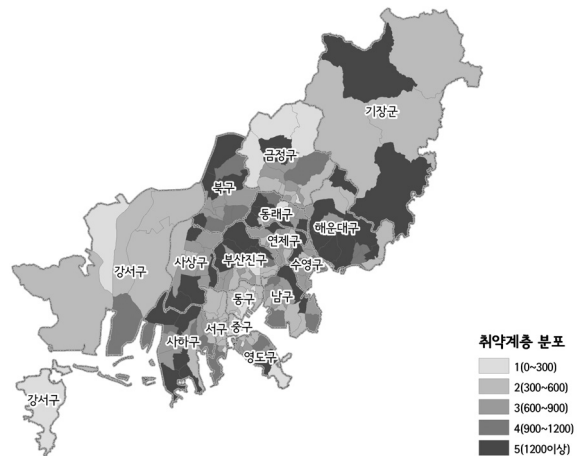 기장군
금정구
북구
동래구
해운대구
연제구
강서구
사상구
부산진구
수영구
동구
남구
서구
중구
사하구
영도구
강서구
취약계층 분포
1(0~300)
2(300~600)
3(600~900)
4(900~1200)
5(1200이상)